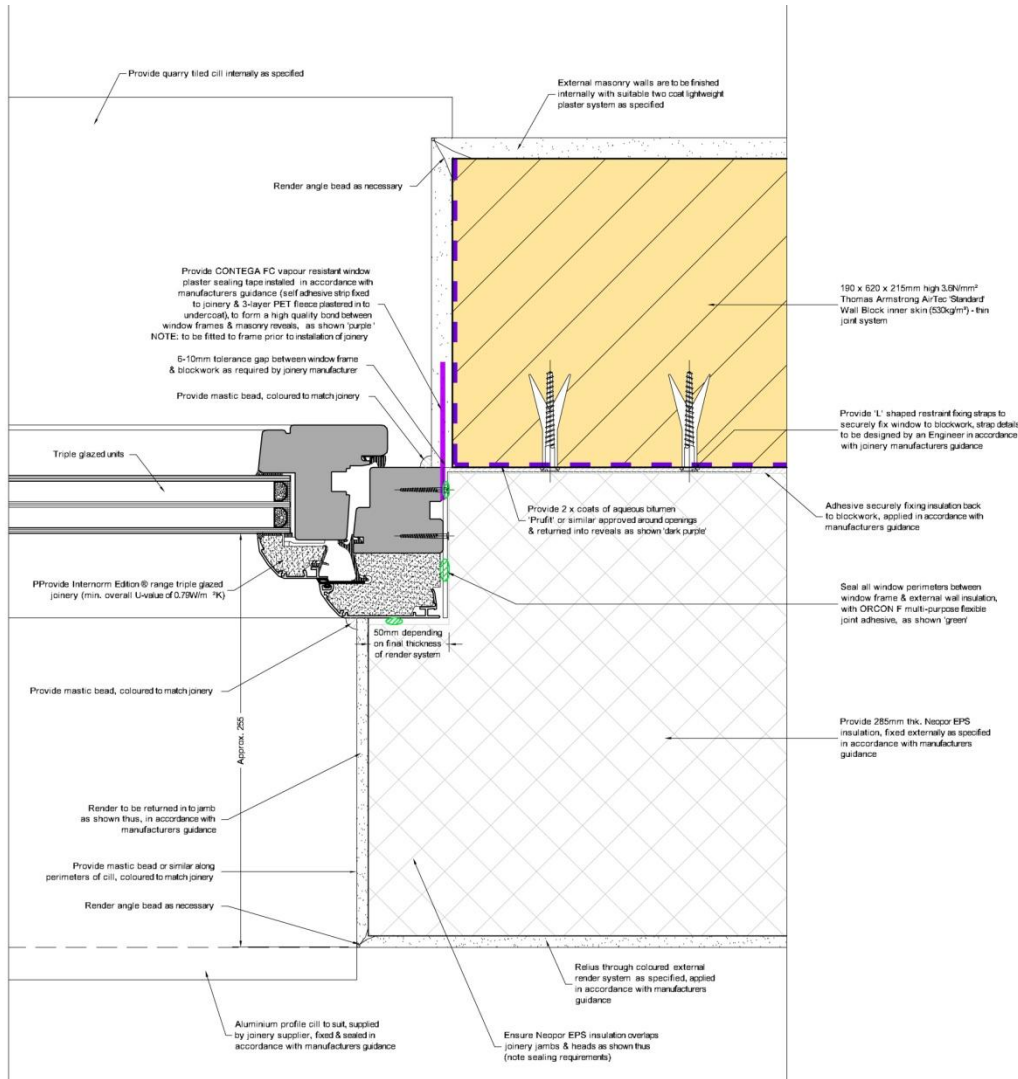 Provide quarry tiled cill internally as specified
External masonry walls are to be finished
internally with suitable two coat lightweight
plaster system as specified
Render angle bead as necessary
Provide CONTEGA FC vapour resistant window
plaster sealing tape installed in accordance with
manufacturers guidance (self adhesive strip fixed
to joinery & 3-layer PET fleece plastered in to
undercoat), to form a high quality bond between
window frames & masonry reveals, as shown 'purple'
NOTE: to be fitted to frame prior to installation of joinery
190 x 620 x 215mm high 3.6N/mm²
Thomas Armstrong AirTec 'Standard'
Wall Block inner skin (530kg/m³) - thin
joint system
6-10mm tolerance gap between window frame
& blockwork as required by joinery manufacturer
Provide mastic bead, coloured to match joinery
Provide 'L' shaped restraint fixing straps to
securely fix window to blockwork, strap details
to be designed by an Engineer in accordance
with joinery manufacturers guidance
Triple glazed units
Provide 2 x coats of aqueous bitumen
'Prufit' or similar approved around openings
& returned into reveals as shown 'dark purple'
Adhesive securely fixing insulation back
to blockwork, applied in accordance with
manufacturers guidance
PProvide Internorm Edition® range triple glazed
joinery (min. overall U-value of 0.79W/m ²K)
Seal all window perimeters between
window frame & external wall insulation,
with ORCON F multi-purpose flexible
joint adhesive, as shown 'green'
50mm depending
on final thickness
of render system
Provide mastic bead, coloured to match joinery
Approx. 255
Provide 285mm thk. Neopor EPS
insulation, fixed externally as specified
in accordance with manufacturers
guidance
Render to be returned in to jamb
as shown thus, in accordance with
manufacturers guidance
Provide mastic bead or similar along
perimeters of cill, coloured to match joinery
Render angle bead as necessary
Relius through coloured external
render system as specified, applied
in accordance with manufacturers
guidance
Aluminium profile cill to suit, supplied
by joinery supplier, fixed & sealed in
accordance with manufacturers guidance
Ensure Neopor EPS insulation overlaps
joinery jambs & heads as shown thus
(note sealing requirements)